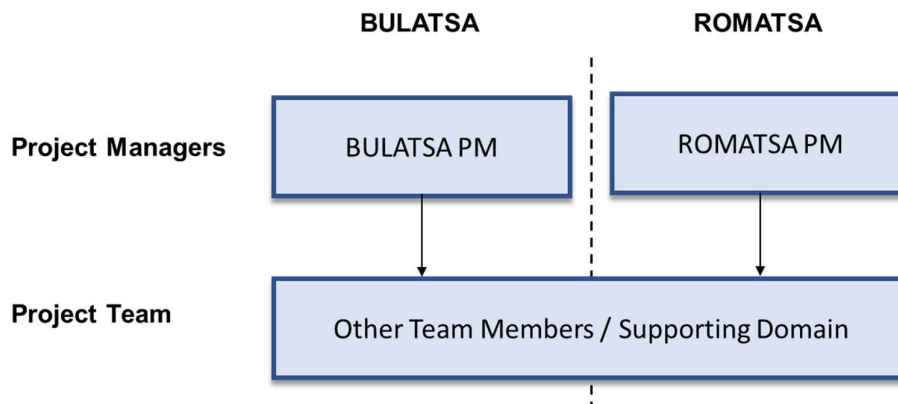 BULATSA
ROMATSA
Project Managers
BULATSA PM
ROMATSA PM
Project Team
Other Team Members / Supporting Domain